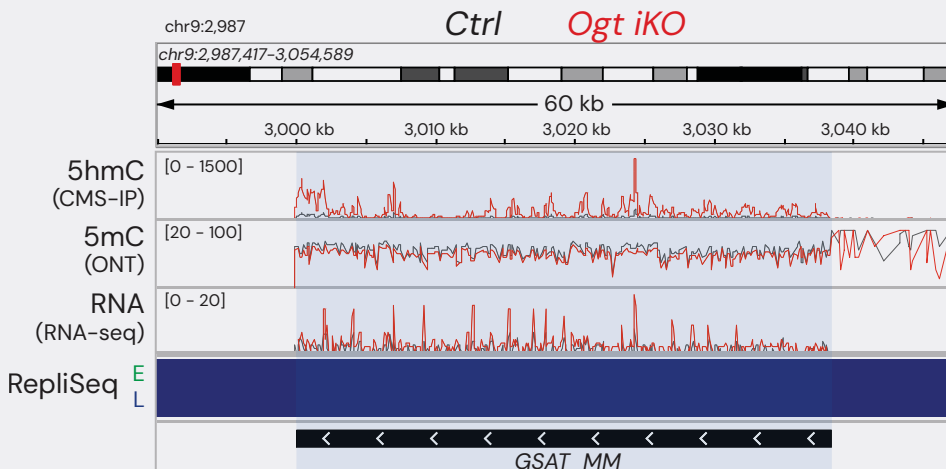 chr9:2,987
Ctrl Ogt iKO
chr9:2,987,417-3,054,589
60 kb
3,000 kb 3,010 kb 3,020 kb 3,030 kb 3,040 kb
5hmC
(CMS-IP)
[0 - 1500]
5mC
(ONT)
[20 - 100]
RNA
(RNA-seq)
[0 - 20]
RepliSeq E
L
GSAT_MM